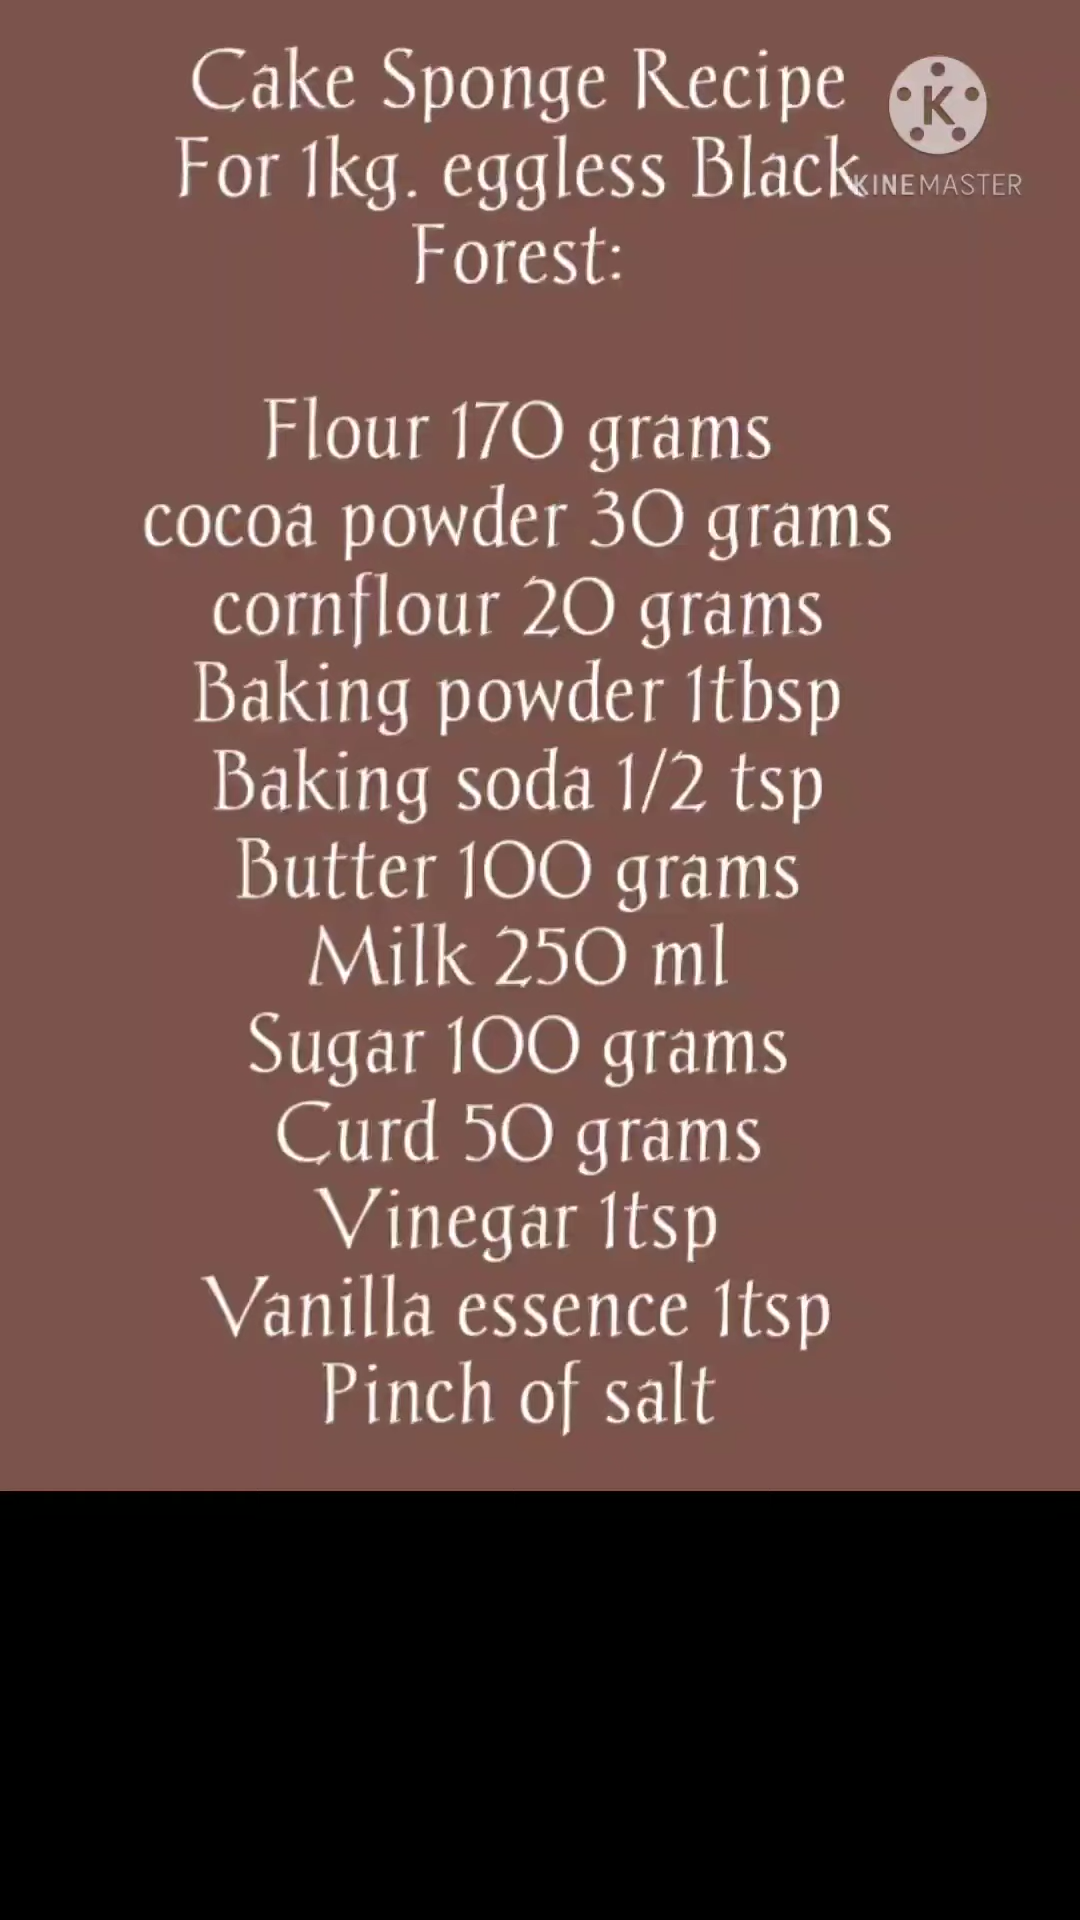 Cake Sponge Recipe
For 1kg. eggless Black
Forest:
K
KINEMASTER
Flour 170 grams
cocoa powder 30 grams
cornflour 20 grams
Baking powder 1tbsp
Baking soda 1/2 tsp
Butter 100 grams
Milk 250 ml
Sugar 100 grams
Curd 50 grams
Vinegar 1tsp
Vanilla essence 1tsp
Pinch of salt